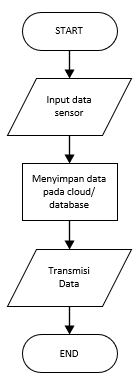 START
Input data
sensor
Menyimpan data
pada cloud/
database
Transmisi
Data
END